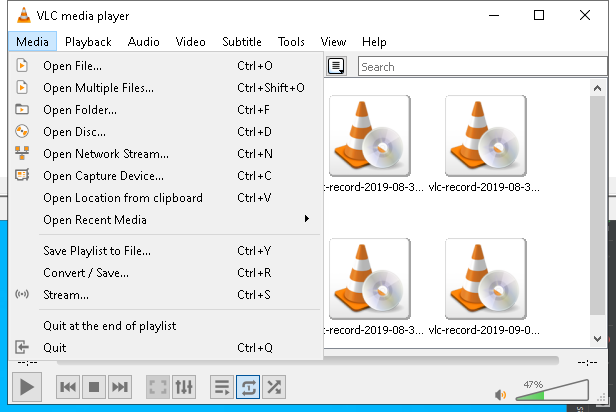 VLC media player
Media Playback Audio Video Subtitle Tools View Help
Open File... Ctrl+O
Open Multiple Files... Ctrl+Shift+O
Open Folder... Ctrl+F
Open Disc... Ctrl+D
Open Network Stream... Ctrl+N
Open Capture Device... Ctrl+C
Open Location from clipboard Ctrl+V
Open Recent Media
Save Playlist to File... Ctrl+Y
Convert / Save... Ctrl+R
Stream... Ctrl+S
Quit at the end of playlist
Quit Ctrl+Q
Search
:-record-2019-08-3... vlc-record-2019-08-3...
:-record-2019-08-3... vlc-record-2019-09-0...
--:-- --:--
47%